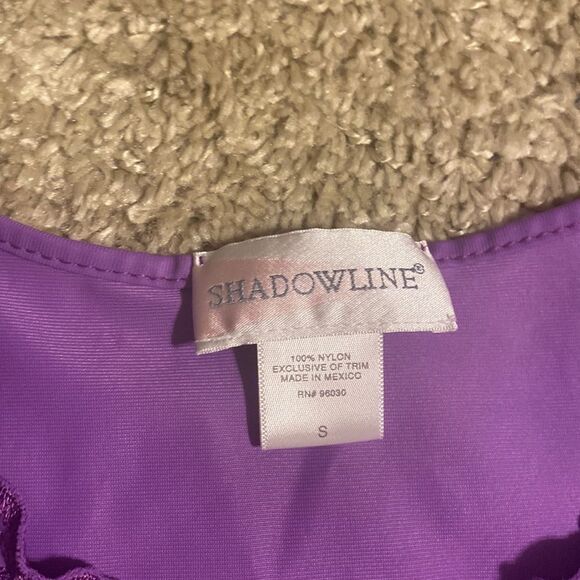 SHADOWLINE®
100% NYLON
EXCLUSIVE OF TRIM
MADE IN MEXICO
RN# 96030
S